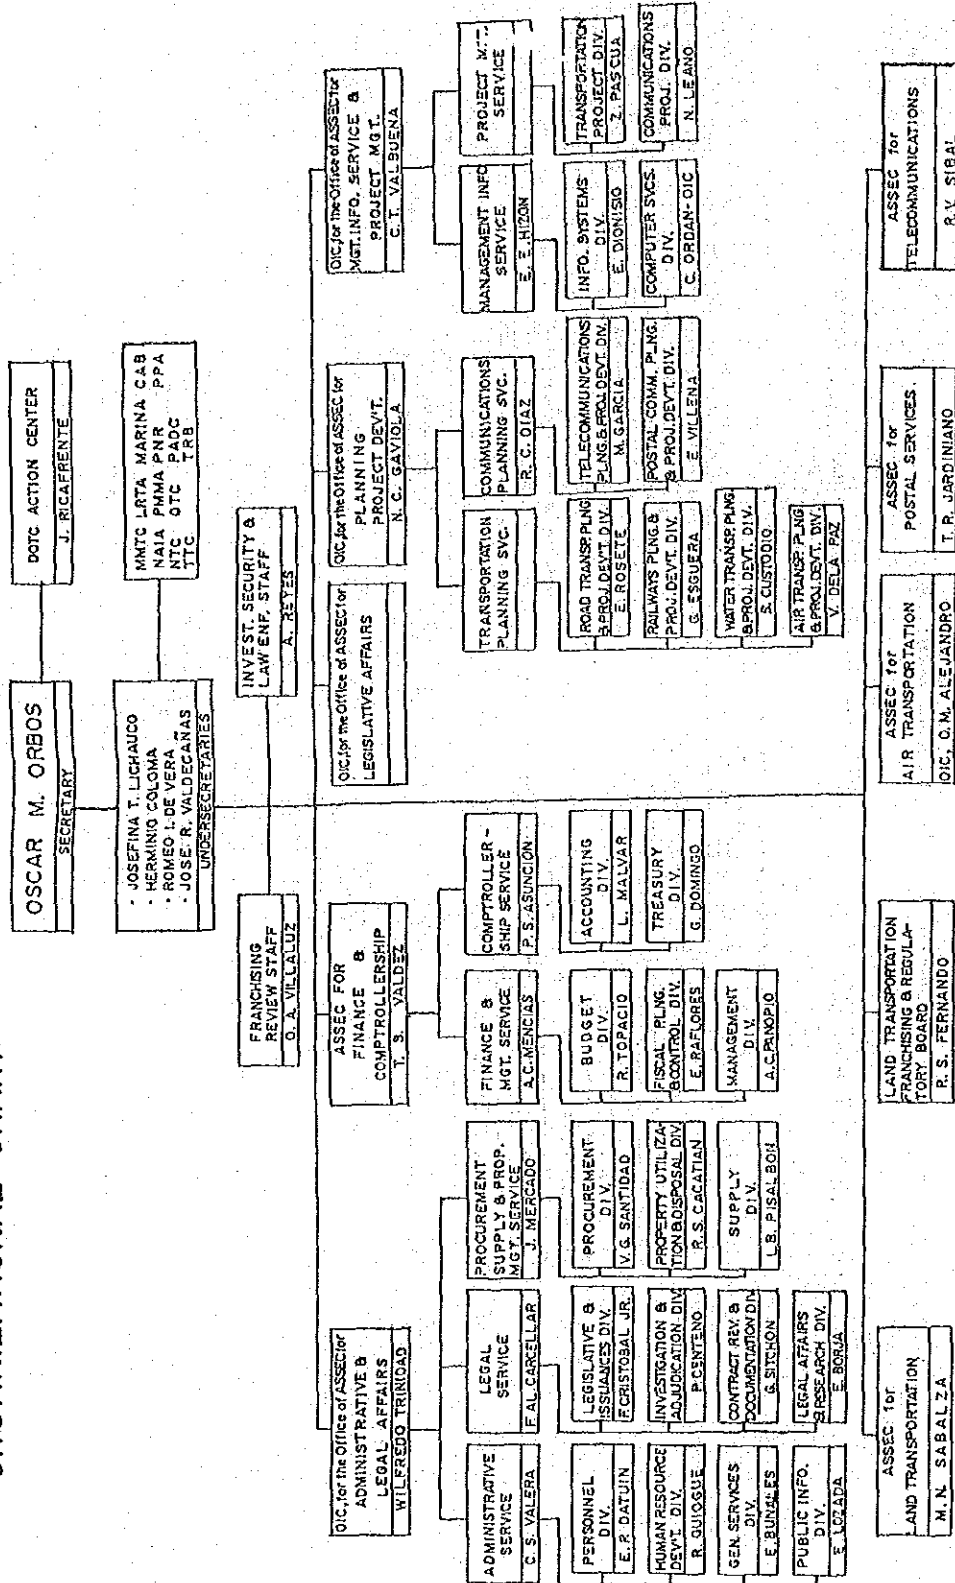 OSCAR M. ORBOS
SECRETARY
DOTC ACTION CENTER
J. RICAFRENTE
· JOSEFINA T. LICHAUCO
· HERMINIO COLOMA
· ROMEO I. DE VERA
· JOSE R. VALDECAÑAS
UNDERSECRETARIES
MMTC LRTA MARINA CAB
NAIA PMMA PNR PPA
NTC OTC PADC
TTC TRB
FRANCHISING
REVIEW STAFF
O. A. VILLALUZ
INVEST. SECURITY &
LAW ENF. STAFF
A. REYES
OIC, for the Office of ASSEC for
ADMINISTRATIVE &
LEGAL AFFAIRS
WILFREDO TRINIDAD
ASSEC FOR
FINANCE &
COMPTROLLERSHIP
T. S. VALDEZ
OIC, for the Office of ASSEC for
LEGISLATIVE AFFAIRS
OIC, for the Office of ASSEC for
PLANNING
PROJECT DEV'T.
N. C. GAVIOLA
OIC, for the Office of ASSEC for
MGT. INFO. SERVICE &
PROJECT MGT.
C. T. VALBUENA
ADMINISTRATIVE
SERVICE
C. S. VALERA
LEGAL
SERVICE
F. AL. CARCELLAR
PROCUREMENT
SUPPLY & PROP.
MGT. SERVICE
J. MERCADO
FINANCE &
MGT. SERVICE
A. C. MENCIAS
COMPTROLLER-
SHIP SERVICE
P. S. ASUNCION
TRANSPORTATION
PLANNING SVC.
COMMUNICATIONS
PLANNING SVC.
R. C. DIAZ
MANAGEMENT INFO
SERVICE
E. E. HIZON
PROJECT
SERVICE
PERSONNEL
DIV.
E. P. DATUIN
HUMAN RESOURCE
DEV'T. DIV.
R. QUIOGUE
GEN. SERVICES
DIV.
E. BUNALES
PUBLIC INFO.
DIV.
E. LOZADA
LEGISLATIVE &
ISSUANCES DIV.
F. CRISTOBAL JR.
INVESTIGATION &
ADJUDICATION DIV.
P. CENTENO
CONTRACT REV. &
DOCUMENTATION DIV.
G. SITCHON
LEGAL AFFAIRS
& RESEARCH DIV.
E. BORJA
PROCUREMENT
DIV.
V. G. SANTIDAD
PROPERTY UTILIZA-
TION & DISPOSAL DIV.
R. S. CACATIAN
SUPPLY
DIV.
L. B. PISALBON
BUDGET
DIV.
R. TOPACIO
FISCAL PLNG.
& CONTROL DIV.
E. RAFLORES
MANAGEMENT
DIV.
A. C. PANOPIO
ACCOUNTING
DIV.
L. MALVAR
TREASURY
DIV.
G. DOMINGO
ROAD TRANSP. PLNG
& PROJ. DEV'T. DIV.
E. ROSETE
RAILWAYS PLNG. &
PROJ. DEVT. DIV.
G. ESGUERA
WATER TRANSP. PLNG.
& PROJ. DEVT. DIV.
S. CUSTODIO
AIR TRANSP. PLNG.
& PROJ. DEVT. DIV.
V. DELA PAZ
TELECOMMUNICATIONS
PLNG. & PROJ. DEVT. DIV.
M. GARCIA
POSTAL COMM. PLNG.
& PROJ. DEVT. DIV.
E. VILLENA
INFO. SYSTEMS
DIV.
E. DIONISIO
COMPUTER SVCS.
DIV.
C. ORDAN-OIC
TRANSPORTATION
PROJECT DIV.
Z. PASCUA
COMMUNICATIONS
PROJ. DIV.
N. LEANO
ASSEC for
LAND TRANSPORTATION
M. N. SABALZA
LAND TRANSPORTATION
FRANCHISING & REGULA-
TORY BOARD
R. S. FERNANDO
ASSEC for
AIR TRANSPORTATION
OIC, O. M. ALEJANDRO
ASSEC for
POSTAL SERVICES
T. R. JARDINIANO
ASSEC for
TELECOMMUNICATIONS
R. V. SIBAL